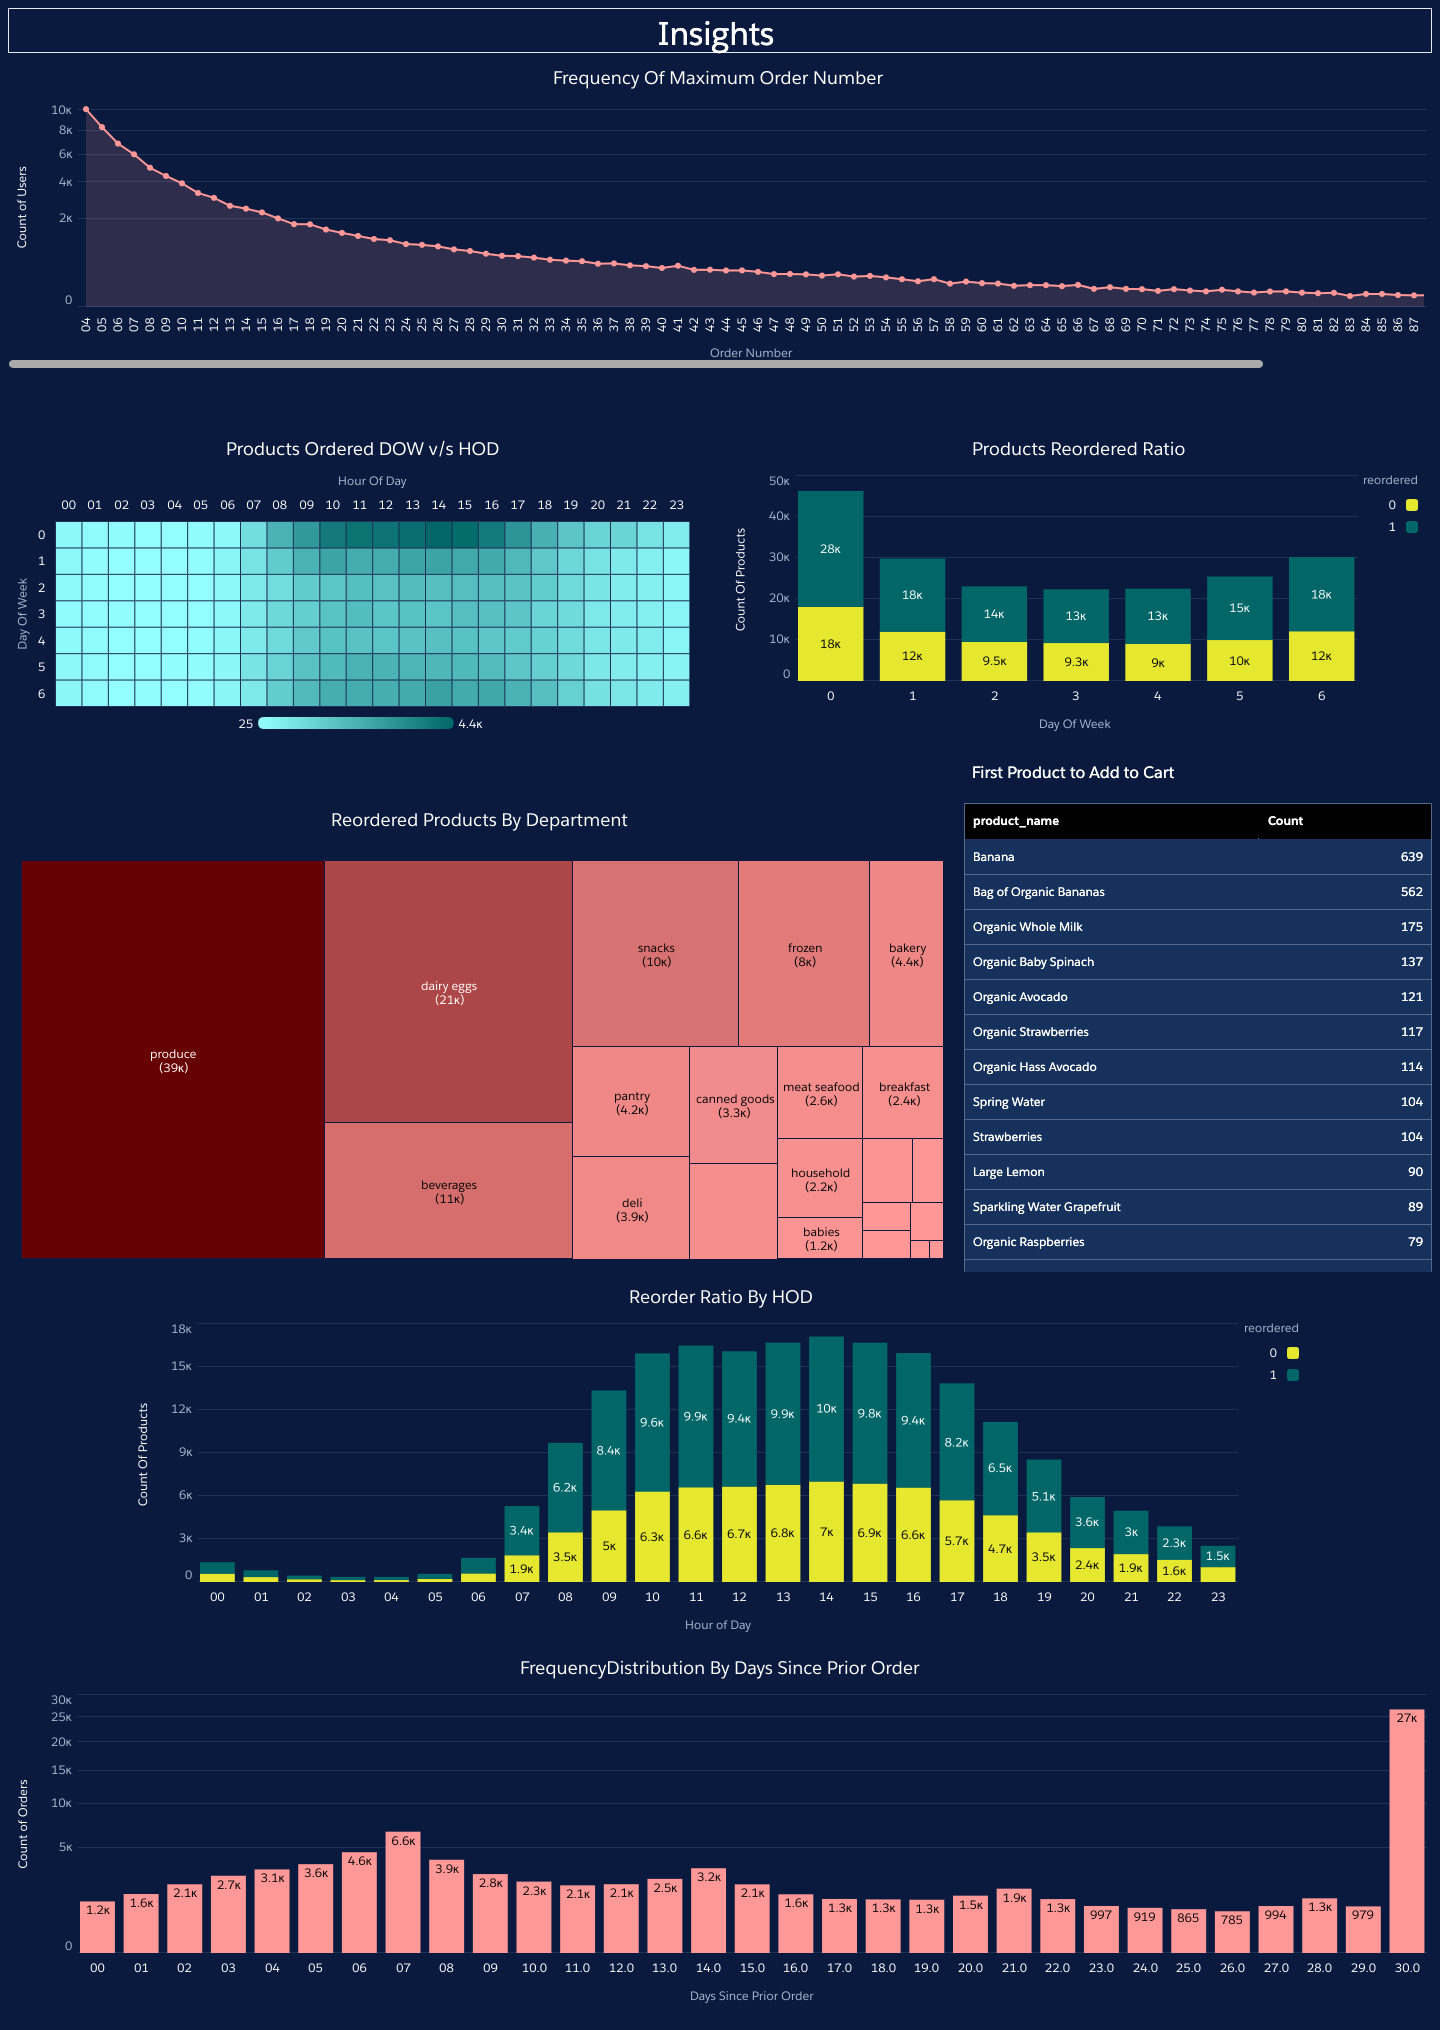 Insights
Frequency Of Maximum Order Number
Count of Users
10K
8K
6K
4K
2K
0
04 05 06 07 08 09 10 11 12 13 14 15 16 17 18 19 20 21 22 23 24 25 26 27 28 29 30 31 32 33 34 35 36 37 38 39 40 41 42 43 44 45 46 47 48 49 50 51 52 53 54 55 56 57 58 59 60 61 62 63 64 65 66 67 68 69 70 71 72 73 74 75 76 77 78 79 80 81 82 83 84 85 86 87
Order Number
Products Ordered DOW v/s HOD
Hour Of Day
00 01 02 03 04 05 06 07 08 09 10 11 12 13 14 15 16 17 18 19 20 21 22 23
Day Of Week
0
1
2
3
4
5
6
25 4.4K
Products Reordered Ratio
reordered
0
1
Count Of Products
50K
40K
30K
20K
10K
0
28K 18K 14K 13K 13K 15K 18K
18K 12K 9.5K 9.3K 9K 10K 12K
0 1 2 3 4 5 6
Day Of Week
Reordered Products By Department
produce
(39K)
dairy eggs
(21K)
beverages
(11K)
snacks
(10K)
frozen
(8K)
bakery
(4.4K)
pantry
(4.2K)
canned goods
(3.3K)
meat seafood
(2.6K)
breakfast
(2.4K)
deli
(3.9K)
household
(2.2K)
babies
(1.2K)
First Product to Add to Cart
product_name Count
Banana 639
Bag of Organic Bananas 562
Organic Whole Milk 175
Organic Baby Spinach 137
Organic Avocado 121
Organic Strawberries 117
Organic Hass Avocado 114
Spring Water 104
Strawberries 104
Large Lemon 90
Sparkling Water Grapefruit 89
Organic Raspberries 79
Reorder Ratio By HOD
reordered
0
1
Count Of Products
18K
15K
12K
9K
6K
3K
0
3.4K 6.2K 8.4K 9.6K 9.9K 9.4K 9.9K 10K 9.8K 9.4K 8.2K 6.5K 5.1K 3.6K 3K 2.3K 1.5K
1.9K 3.5K 5K 6.3K 6.6K 6.7K 6.8K 7K 6.9K 6.6K 5.7K 4.7K 3.5K 2.4K 1.9K 1.6K
00 01 02 03 04 05 06 07 08 09 10 11 12 13 14 15 16 17 18 19 20 21 22 23
Hour of Day
FrequencyDistribution By Days Since Prior Order
Count of Orders
30K
25K
20K
15K
10K
5K
0
1.2K 1.6K 2.1K 2.7K 3.1K 3.6K 4.6K 6.6K 3.9K 2.8K 2.3K 2.1K 2.1K 2.5K 3.2K 2.1K 1.6K 1.3K 1.3K 1.3K 1.5K 1.9K 1.3K 997 919 865 785 994 1.3K 979 27K
00 01 02 03 04 05 06 07 08 09 10.0 11.0 12.0 13.0 14.0 15.0 16.0 17.0 18.0 19.0 20.0 21.0 22.0 23.0 24.0 25.0 26.0 27.0 28.0 29.0 30.0
Days Since Prior Order